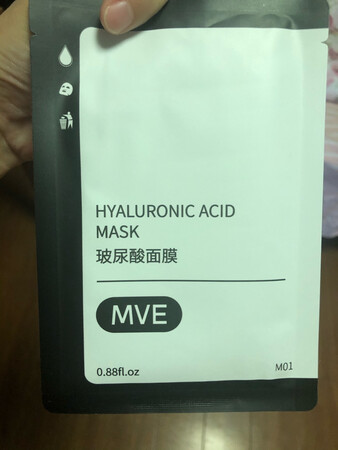 HYALURONIC ACID
MASK
玻尿酸面膜
MVE
0.88fl.oz
M01